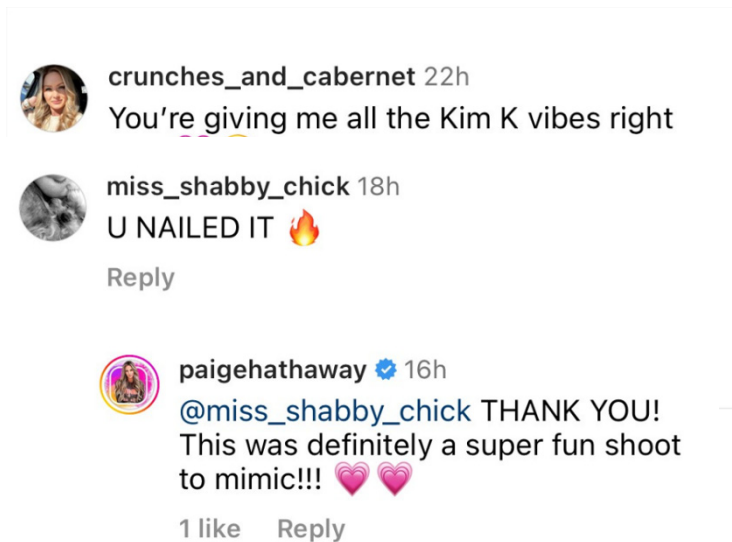 crunches_and_cabernet 22h
You're giving me all the Kim K vibes right
miss_shabby_chick 18h
U NAILED IT 🔥
Reply
paigehathaway 16h
@miss_shabby_chick THANK YOU!
This was definitely a super fun shoot
to mimic!!! 💗💗
1 like Reply